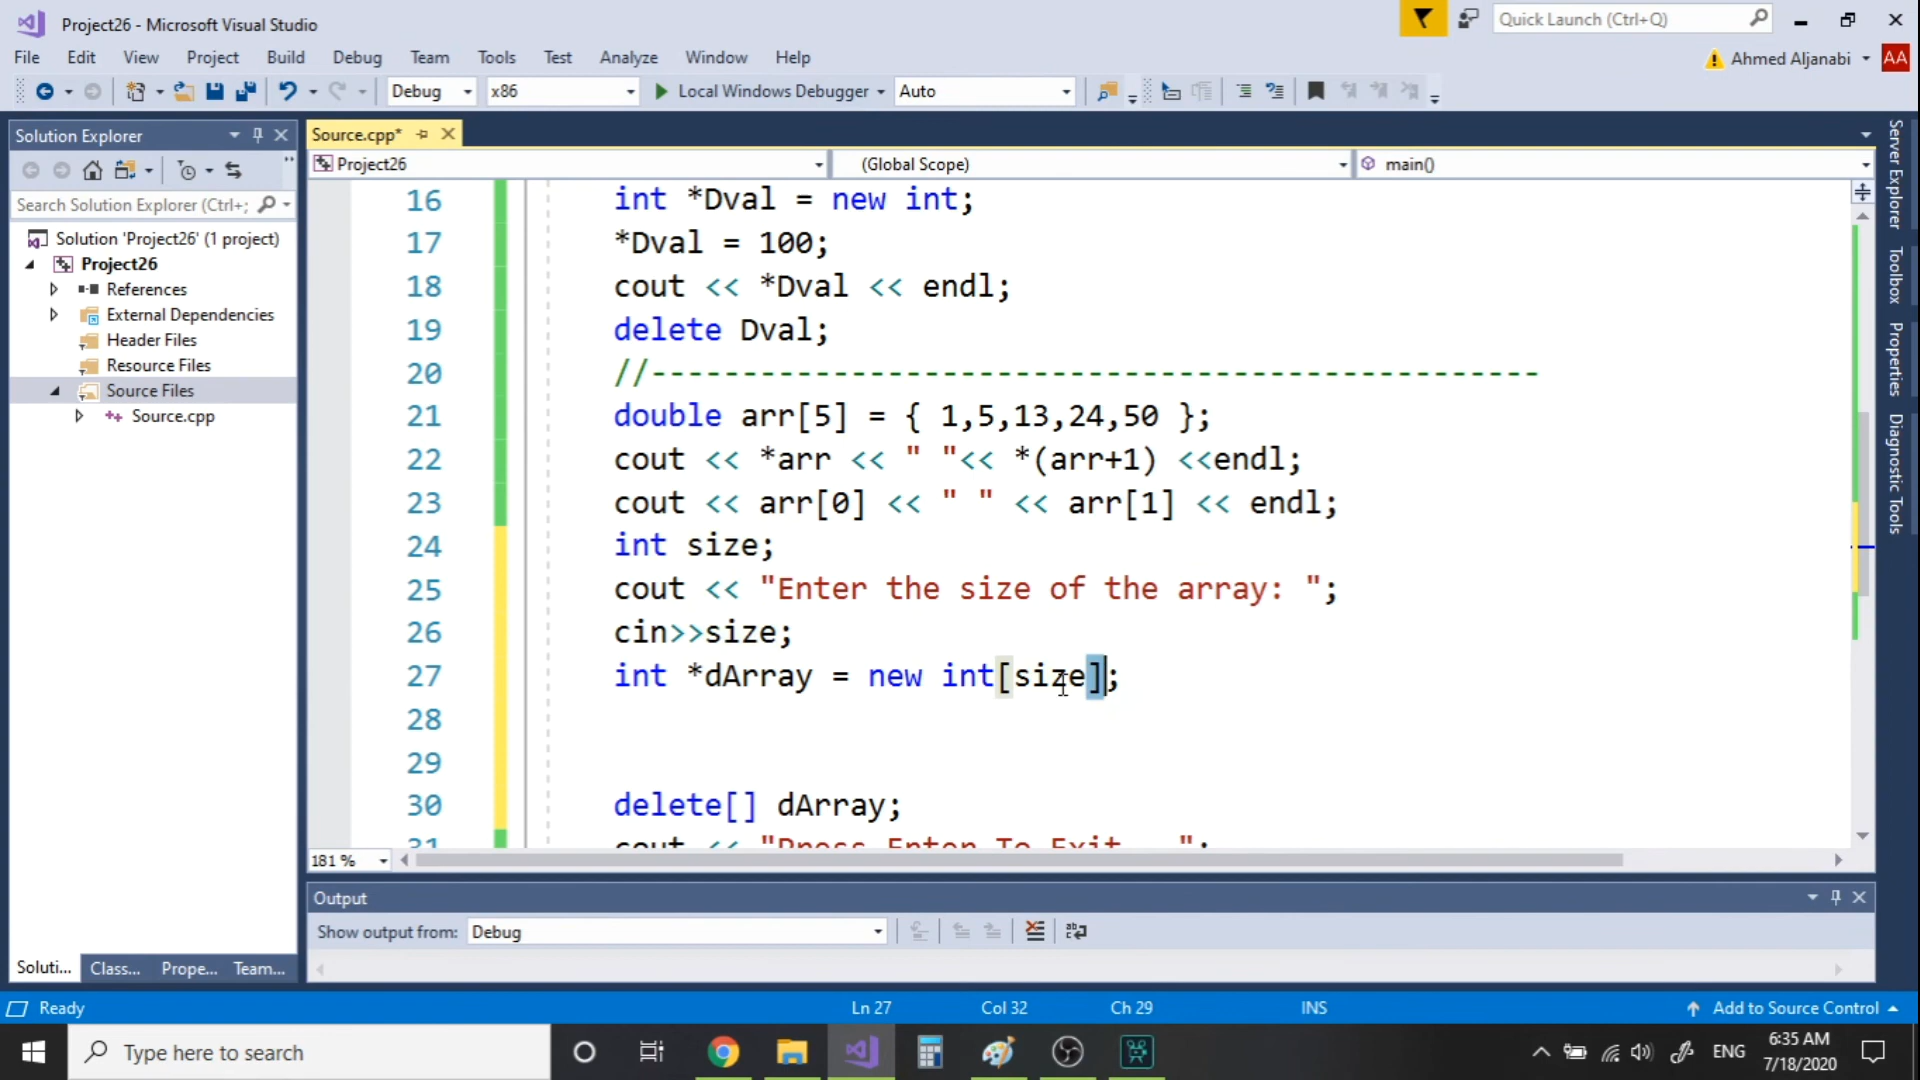 Project26 - Microsoft Visual Studio
Quick Launch (Ctrl+Q)
File Edit View Project Build Debug Team Tools Test Analyze Window Help
Ahmed Aljanabi AA
Debug x86 Local Windows Debugger Auto
Solution Explorer
Search Solution Explorer (Ctrl+;
Solution 'Project26' (1 project)
Project26
References
External Dependencies
Header Files
Resource Files
Source Files
Source.cpp
Soluti... Class... Prope... Team...
Source.cpp*
Project26 (Global Scope) main()
16 int *Dval = new int;
17 *Dval = 100;
18 cout << *Dval << endl;
19 delete Dval;
20 //-------------------------------------------------
21 double arr[5] = { 1,5,13,24,50 };
22 cout << *arr << " "<< *(arr+1) <<endl;
23 cout << arr[0] << " " << arr[1] << endl;
24 int size;
25 cout << "Enter the size of the array: ";
26 cin>>size;
27 int *dArray = new int[size];
28
29
30 delete[] dArray;
31 cout << "Press Enter To Exit
181 %
Server Explorer
Toolbox
Properties
Diagnostic Tools
Output
Show output from: Debug
Ready Ln 27 Col 32 Ch 29 INS Add to Source Control
Type here to search
ENG
6:35 AM
7/18/2020